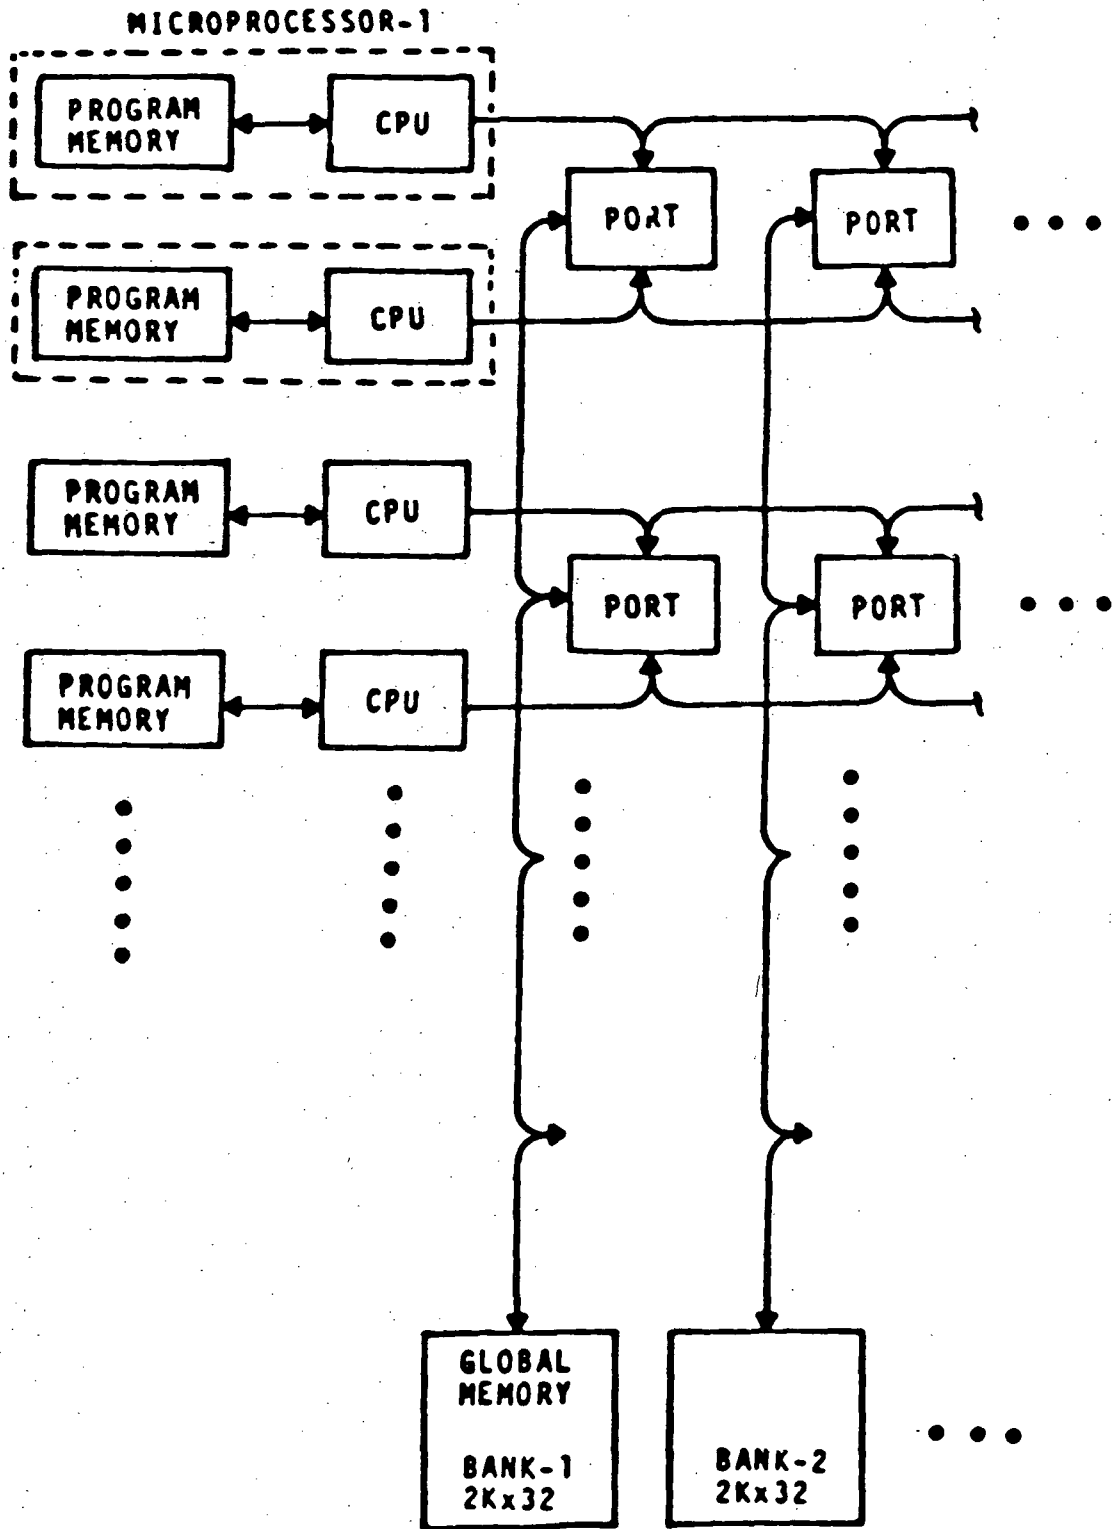 MICROPROCESSOR-1
PROGRAM
MEMORY
CPU
PORT
PORT
PROGRAM
MEMORY
CPU
PROGRAM
MEMORY
CPU
PORT
PORT
PROGRAM
MEMORY
CPU
GLOBAL
MEMORY
BANK-1
2Kx32
BANK-2
2Kx32